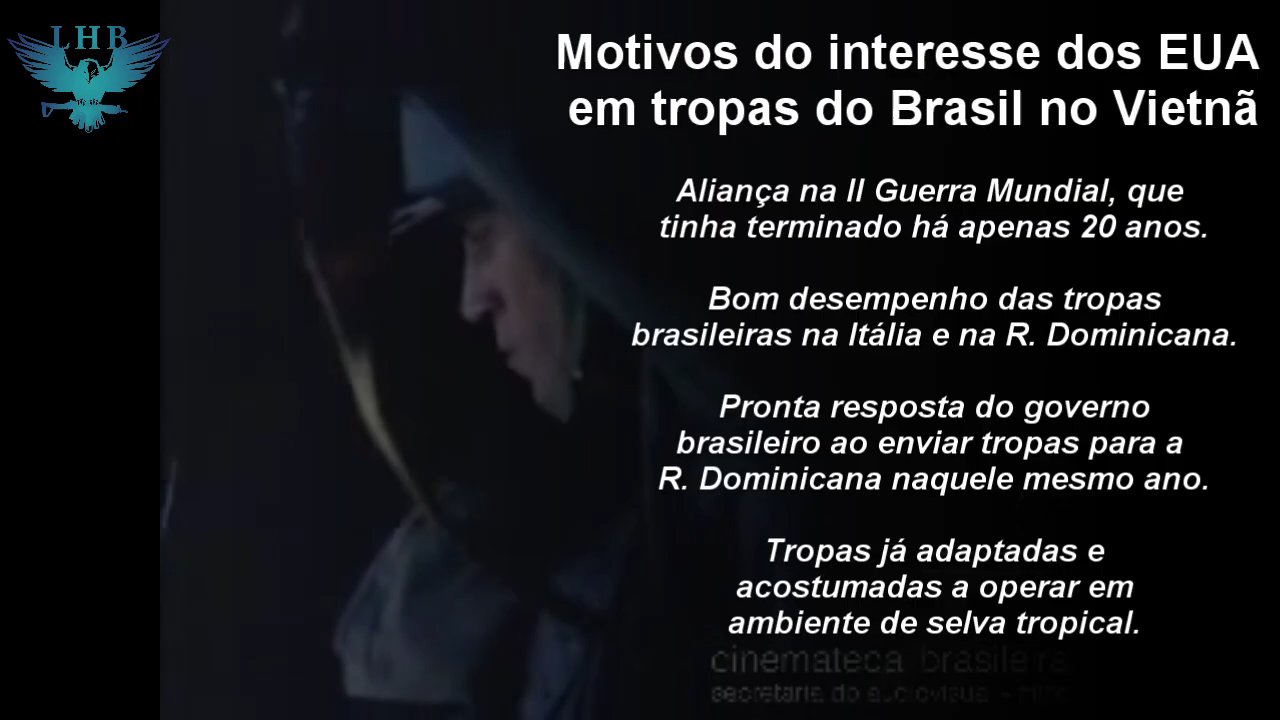 LHB
Motivos do interesse dos EUA
em tropas do Brasil no Vietnã
Aliança na II Guerra Mundial, que
tinha terminado há apenas 20 anos.
Bom desempenho das tropas
brasileiras na Itália e na R. Dominicana.
Pronta resposta do governo
brasileiro ao enviar tropas para a
R. Dominicana naquele mesmo ano.
Tropas já adaptadas e
acostumadas a operar em
ambiente de selva tropical.
cinemateca brasileira
secretaria do audiovisual -